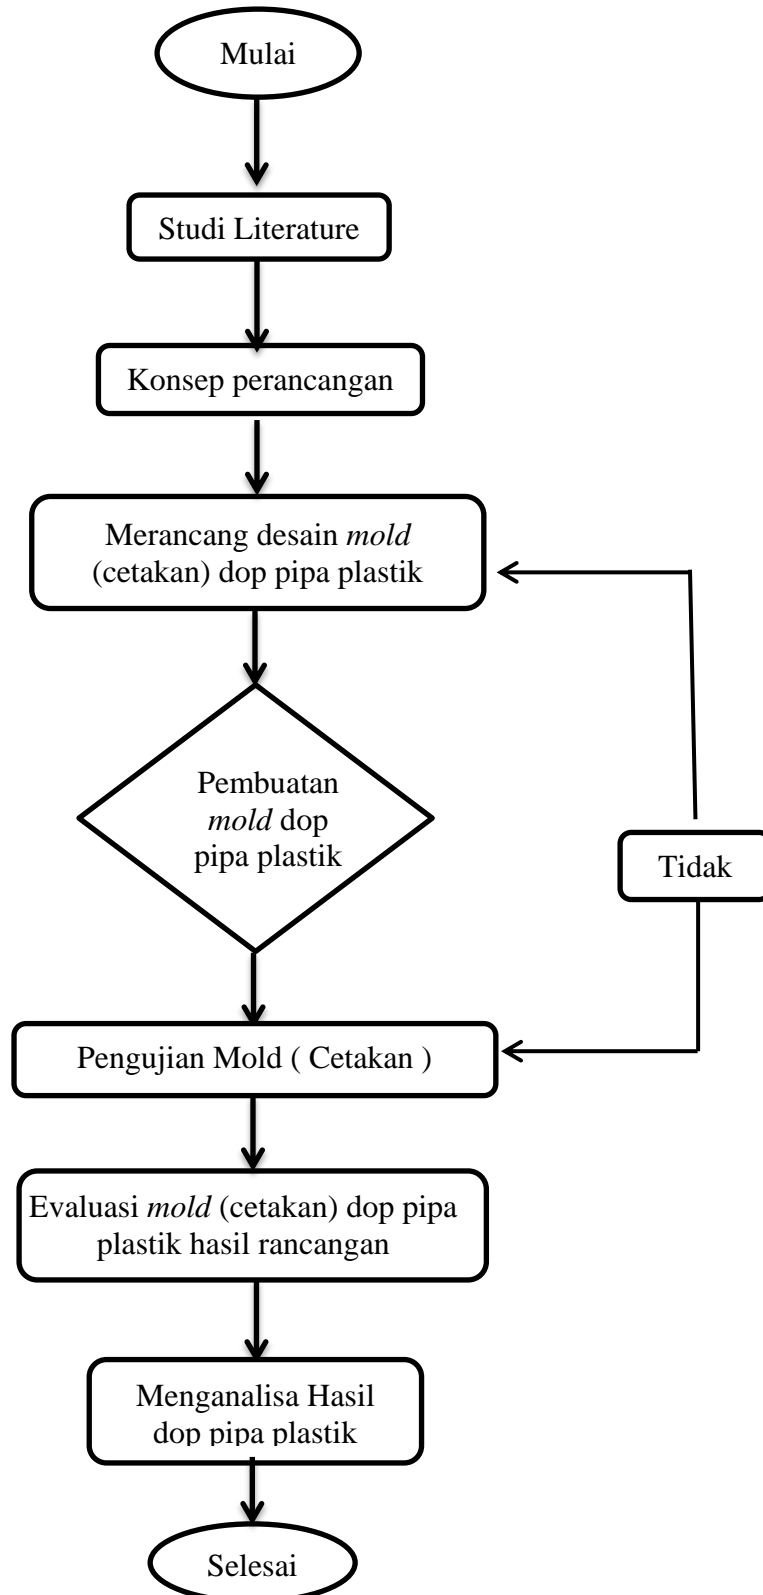 Mulai
Studi Literature
Konsep perancangan
Merancang desain mold
(cetakan) dop pipa plastik
Pembuatan
mold dop
pipa plastik
Tidak
Pengujian Mold ( Cetakan )
Evaluasi mold (cetakan) dop pipa
plastik hasil rancangan
Menganalisa Hasil
dop pipa plastik
Selesai